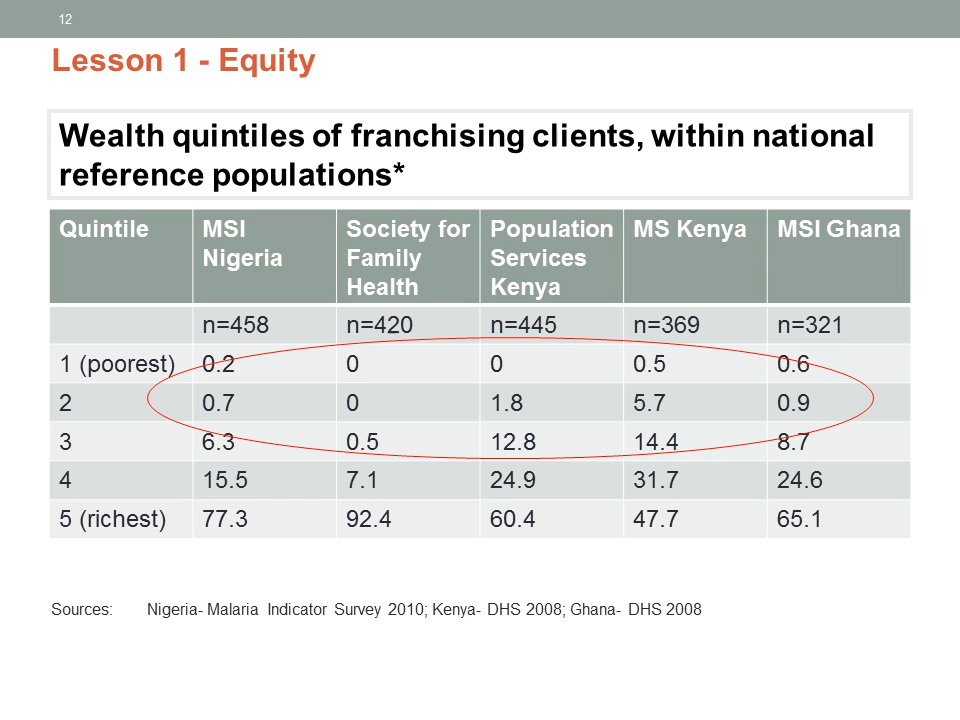 12
Lesson 1 - Equity
Wealth quintiles of franchising clients, within national
reference populations*
Quintile MSI Nigeria Society for Family Health Population Services Kenya MS Kenya MSI Ghana
n=458 n=420 n=445 n=369 n=321
1 (poorest) 0.2 0 0 0.5 0.6
2 0.7 0 1.8 5.7 0.9
3 6.3 0.5 12.8 14.4 8.7
4 15.5 7.1 24.9 31.7 24.6
5 (richest) 77.3 92.4 60.4 47.7 65.1
Sources: Nigeria- Malaria Indicator Survey 2010; Kenya- DHS 2008; Ghana- DHS 2008